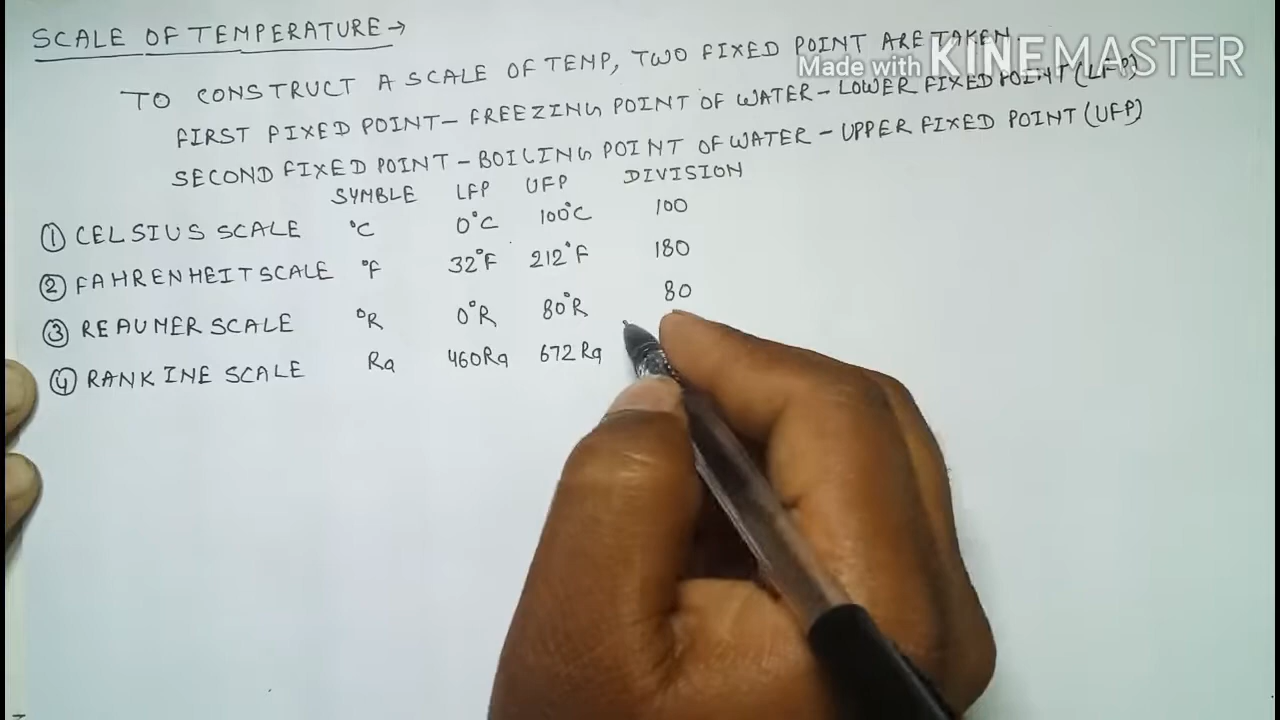 SCALE OF TEMPERATURE →
TO CONSTRUCT A SCALE OF TEMP, TWO FIXED POINT ARE TAKEN
Made with KINEMASTER
FIRST FIXED POINT - FREEZING POINT OF WATER - LOWER FIXED POINT (LFP)
SECOND FIXED POINT - BOILING POINT OF WATER - UPPER FIXED POINT (UFP)
SYMBLE LFP UFP DIVISION
① CELSIUS SCALE °C 0°C 100°C 100
② FAHRENHEIT SCALE °F 32°F 212°F 180
③ REAUMER SCALE °R 0°R 80°R 80
④ RANKINE SCALE Ra 460Ra 672Ra